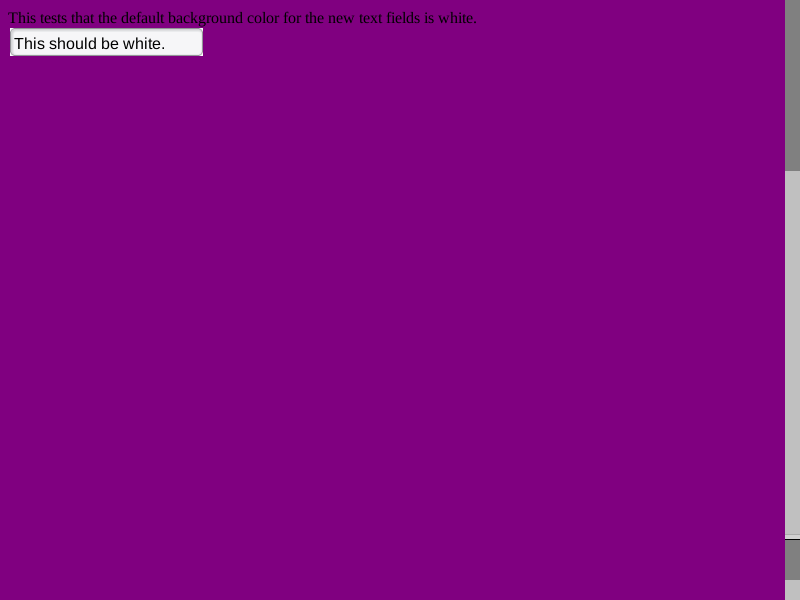 This tests that the default background color for the new text fields is white.
This should be white.